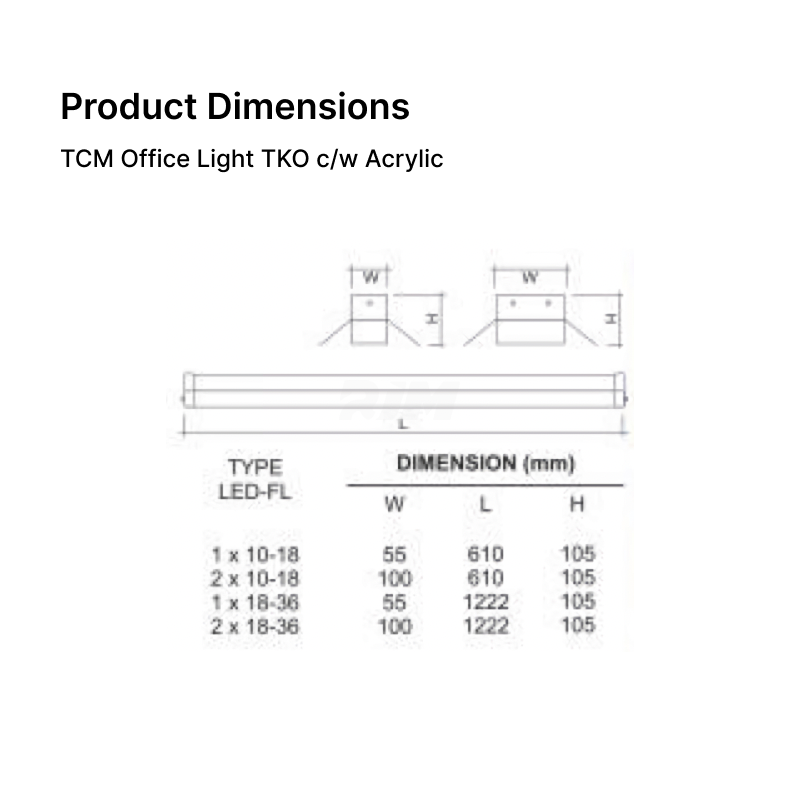 Product Dimensions
TCM Office Light TKO c/w Acrylic
W W
H H
L
TYPE DIMENSION (mm)
LED-FL
W L H
1 x 10-18 55 610 105
2 x 10-18 100 610 105
1 x 18-36 55 1222 105
2 x 18-36 100 1222 105